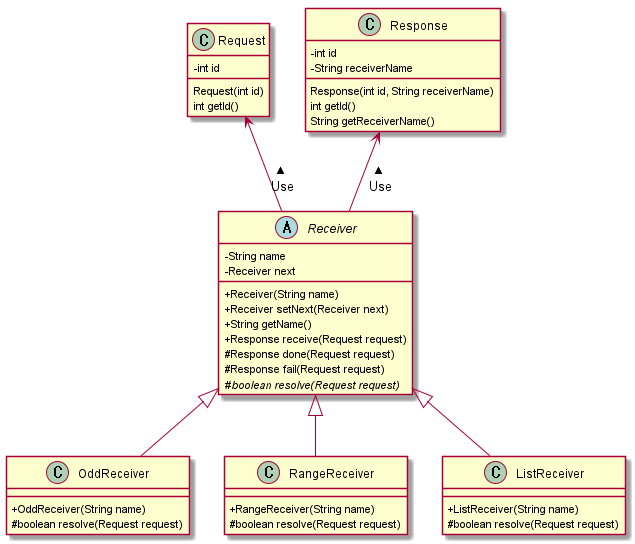 C Request
-int id
Request(int id)
int getId()
C Response
-int id
-String receiverName
Response(int id, String receiverName)
int getId()
String getReceiverName()
▲
Use
▲
Use
A Receiver
-String name
-Receiver next
+Receiver(String name)
+Receiver setNext(Receiver next)
+String getName()
+Response receive(Request request)
#Response done(Request request)
#Response fail(Request request)
#boolean resolve(Request request)
C OddReceiver
+OddReceiver(String name)
#boolean resolve(Request request)
C RangeReceiver
+RangeReceiver(String name)
#boolean resolve(Request request)
C ListReceiver
+ListReceiver(String name)
#boolean resolve(Request request)